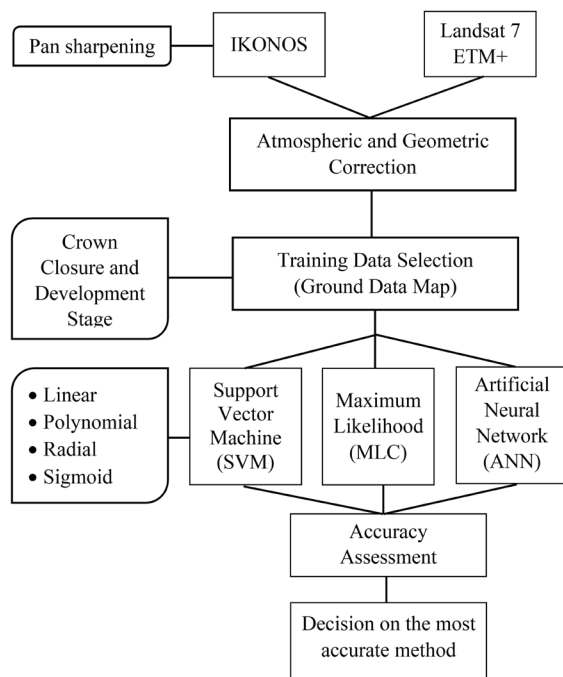 Pan sharpening
IKONOS
Landsat 7
ETM+
Atmospheric and Geometric
Correction
Crown
Closure and
Development
Stage
Training Data Selection
(Ground Data Map)
• Linear
• Polynomial
• Radial
• Sigmoid
Support
Vector
Machine
(SVM)
Maximum
Likelihood
(MLC)
Artificial
Neural
Network
(ANN)
Accuracy
Assessment
Decision on the most
accurate method